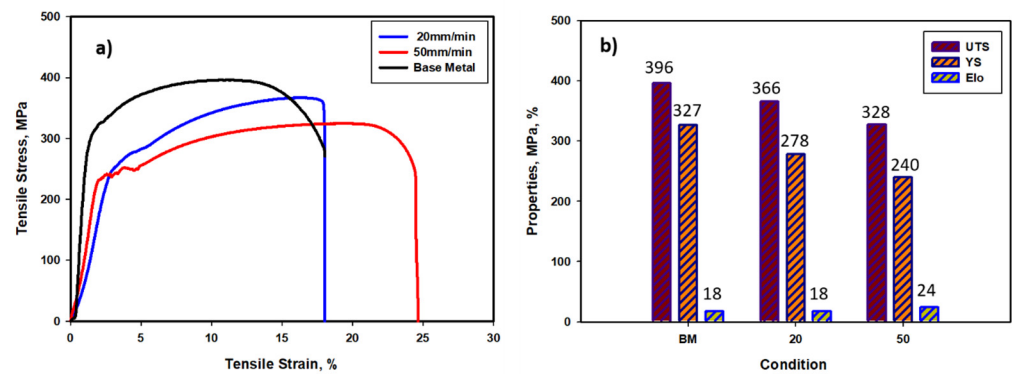 a)
20mm/min
50mm/min
Base Metal
Tensile Stress, MPa
500
400
300
200
100
0
0 5 10 15 20 25 30
Tensile Strain, %
b)
UTS
YS
Elo
Properties, MPa, %
500
400
300
200
100
0
396
327
18
366
278
18
328
240
24
BM 20 50
Condition